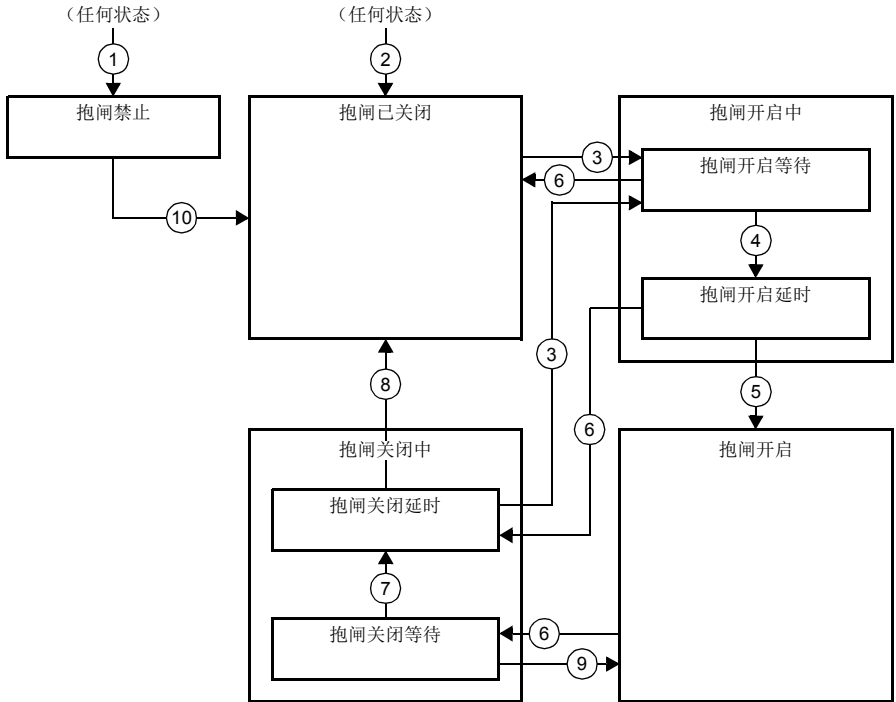 （任何状态）
（任何状态）
1
2
抱闸禁止
抱闸已关闭
抱闸开启中
3
抱闸开启等待
6
10
4
抱闸开启延时
3
8
5
6
抱闸关闭中
抱闸开启
抱闸关闭延时
7
抱闸关闭等待
6
9